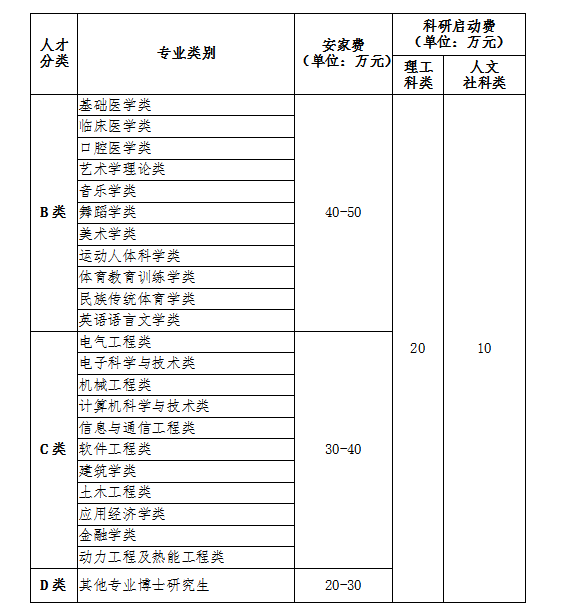 人才分类
专业类别
安家费
（单位：万元）
科研启动费
（单位：万元）
理工科类
人文社科类
B类
基础医学类
临床医学类
口腔医学类
艺术学理论类
音乐学类
舞蹈学类
美术学类
运动人体科学类
体育教育训练学类
民族传统体育学类
英语语言文学类
40-50
20
10
C类
电气工程类
电子科学与技术类
机械工程类
计算机科学与技术类
信息与通信工程类
软件工程类
建筑学类
土木工程类
应用经济学类
金融学类
动力工程及热能工程类
30-40
D类
其他专业博士研究生
20-30